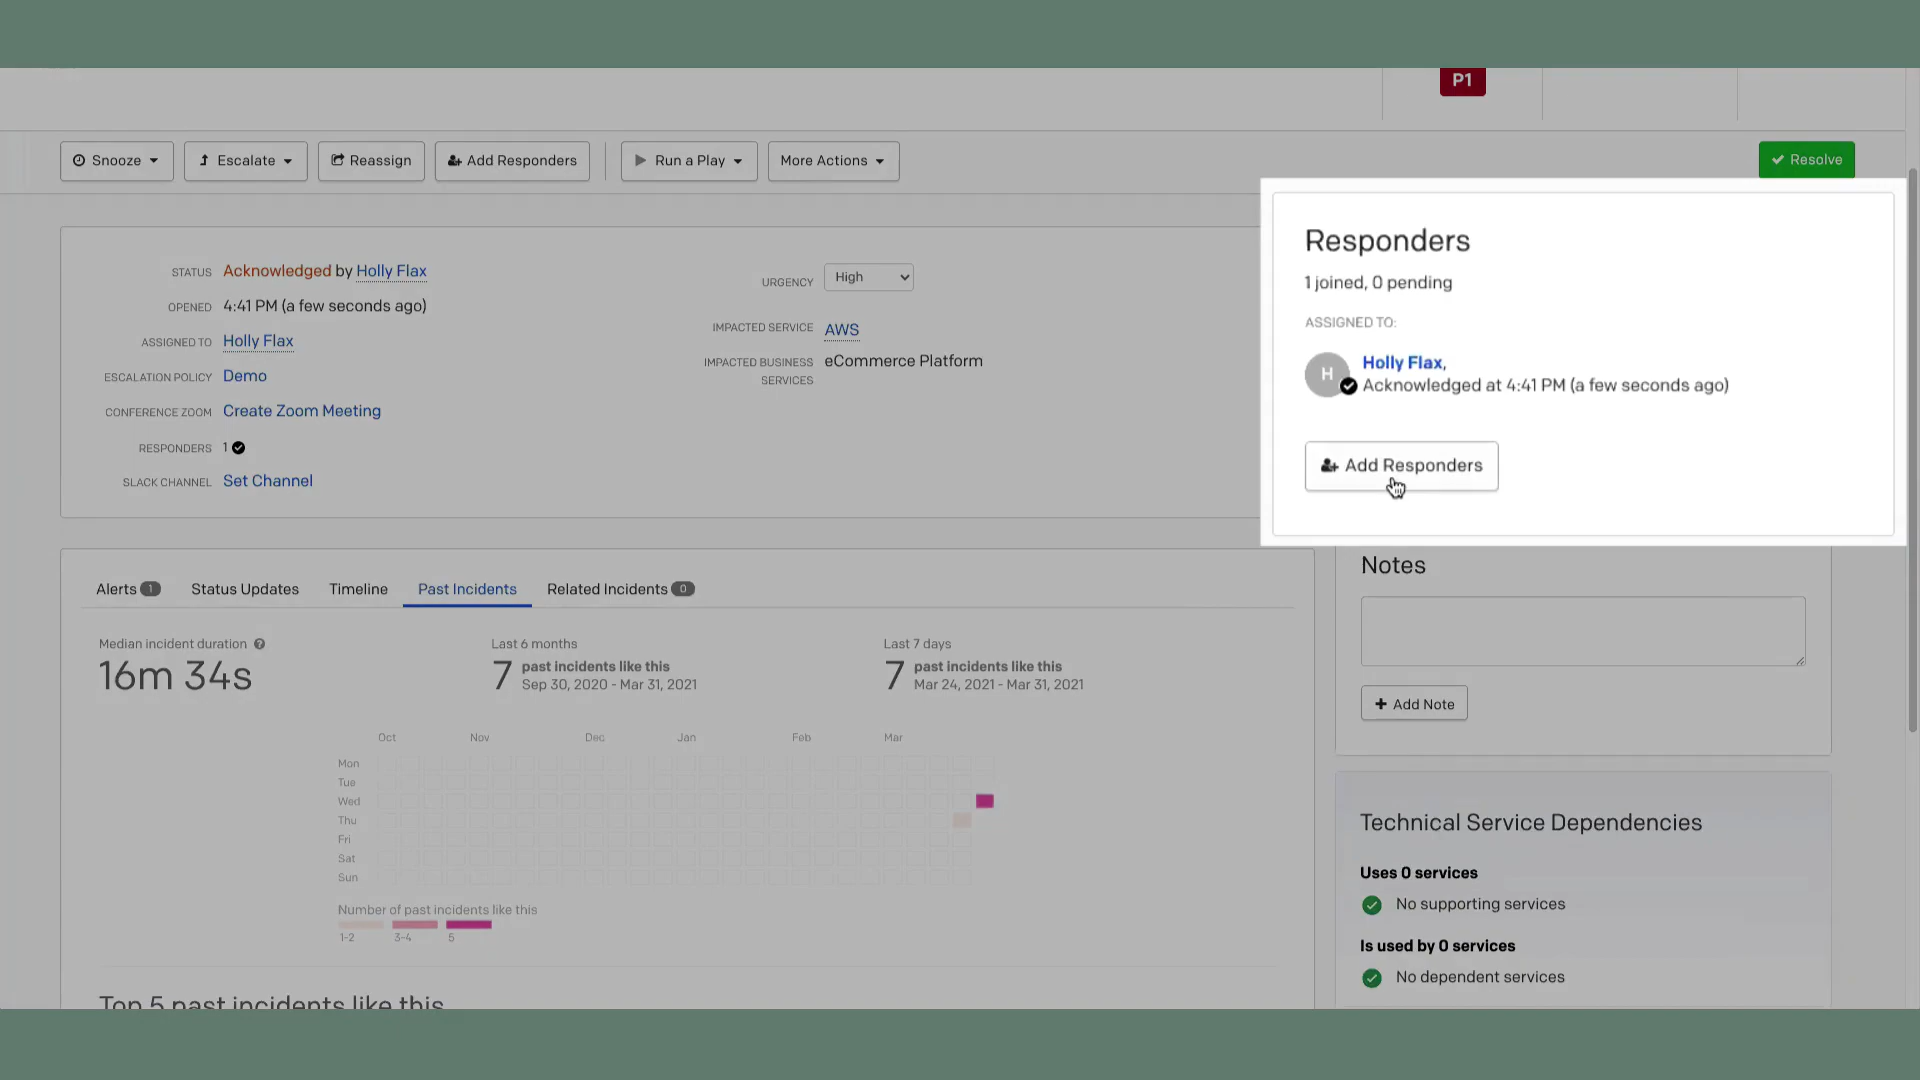 P1
Snooze
Escalate
Reassign
Add Responders
Run a Play
More Actions
Resolve
STATUS Acknowledged by Holly Flax
OPENED 4:41 PM (a few seconds ago)
ASSIGNED TO Holly Flax
ESCALATION POLICY Demo
CONFERENCE ZOOM Create Zoom Meeting
RESPONDERS 1
SLACK CHANNEL Set Channel
URGENCY High
IMPACTED SERVICE AWS
IMPACTED BUSINESS eCommerce Platform
SERVICES
Responders
1 joined, 0 pending
ASSIGNED TO:
H
Holly Flax,
Acknowledged at 4:41 PM (a few seconds ago)
Add Responders
Alerts 1
Status Updates
Timeline
Past Incidents
Related Incidents 0
Median incident duration ?
16m 34s
Last 6 months
7 past incidents like this
Sep 30, 2020 - Mar 31, 2021
Last 7 days
7 past incidents like this
Mar 24, 2021 - Mar 31, 2021
Oct Nov Dec Jan Feb Mar
Mon
Tue
Wed
Thu
Fri
Sat
Sun
Number of past incidents like this
1-2 3-4 5
Top 5 past incidents like this
Notes
Add Note
Technical Service Dependencies
Uses 0 services
No supporting services
Is used by 0 services
No dependent services